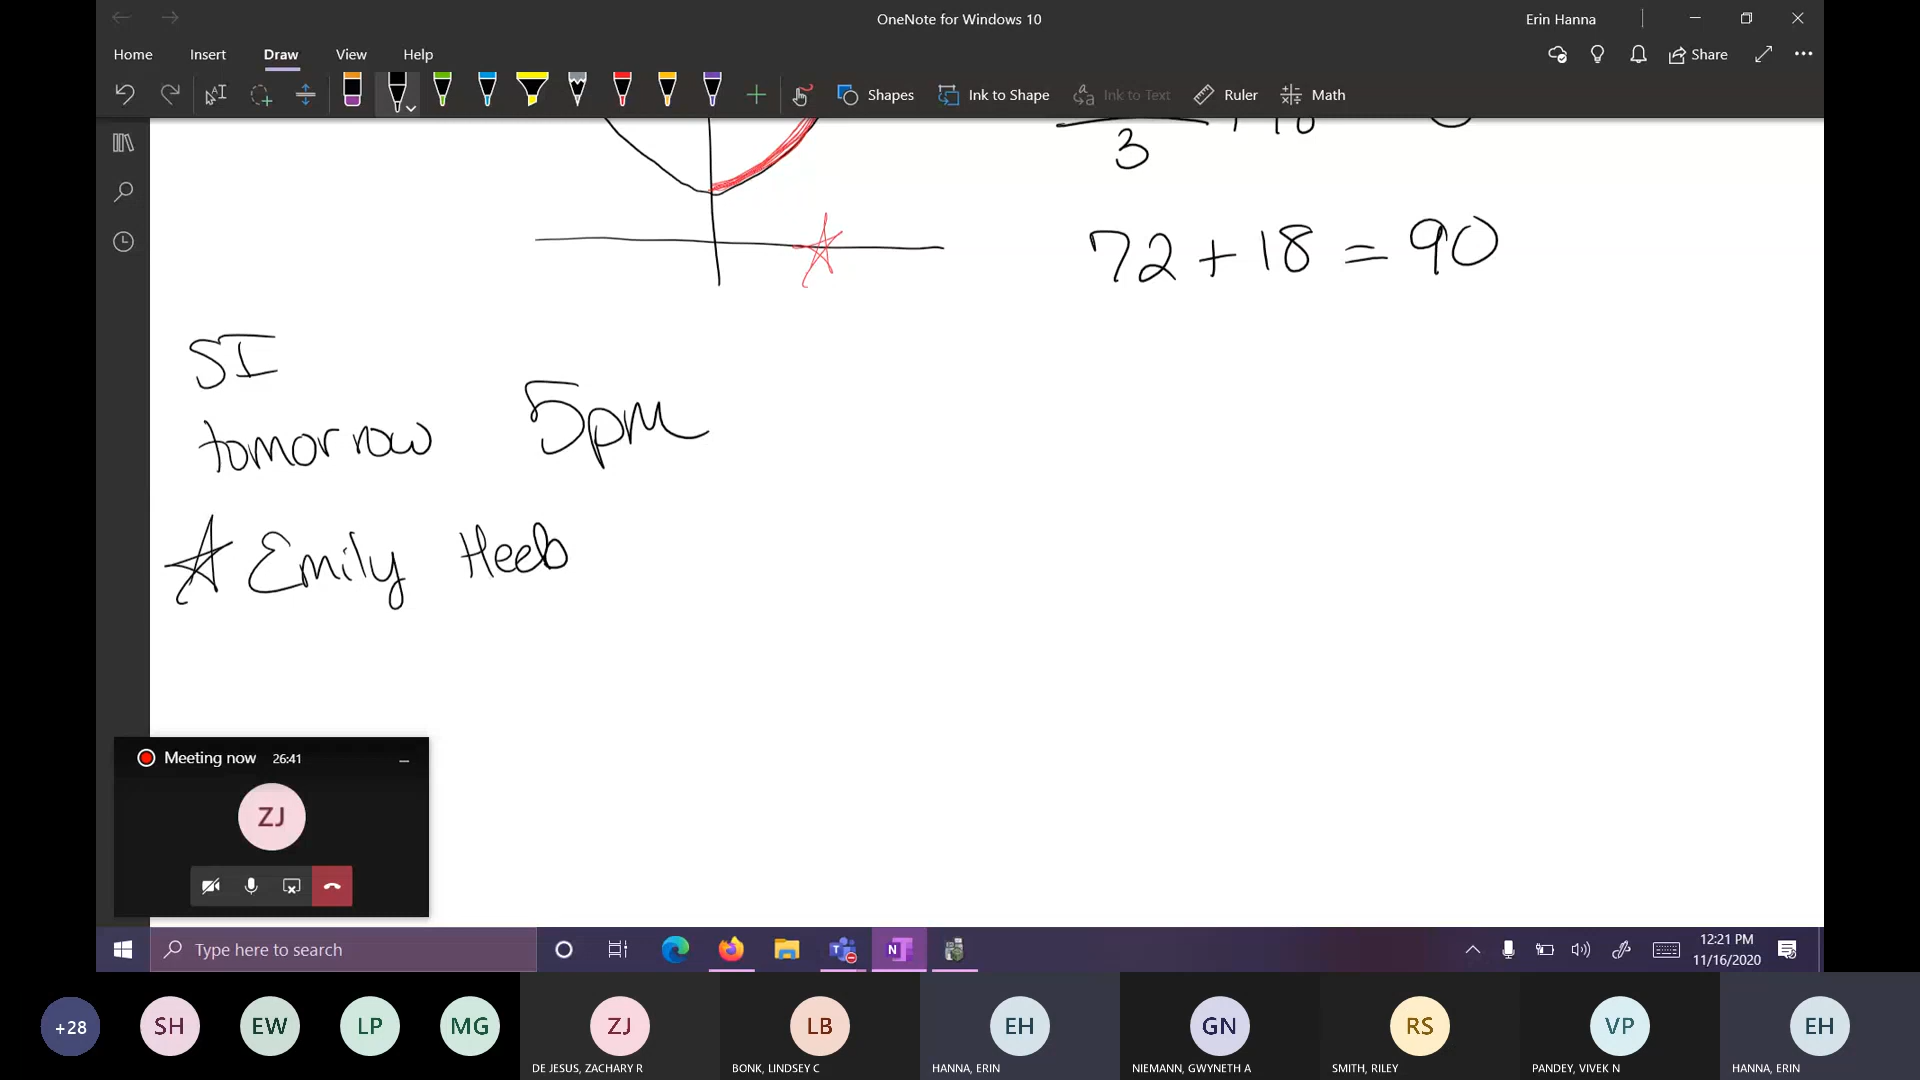 OneNote for Windows 10
Erin Hanna
Home Insert Draw View Help
Share
Shapes
Ink to Shape
Ink to Text
Ruler
Math
3
72 + 18 = 90
SI
tomorrow 5pm
Emily Heeb
Meeting now 26:41
ZJ
Type here to search
12:21 PM
11/16/2020
+28 SH EW LP MG ZJ LB EH GN RS VP EH
DE JESUS, ZACHARY R
BONK, LINDSEY C
HANNA, ERIN
NIEMANN, GWYNETH A
SMITH, RILEY
PANDEY, VIVEK N
HANNA, ERIN